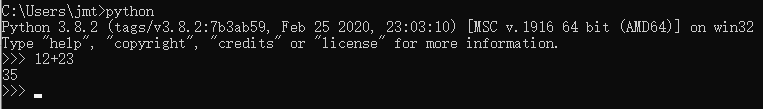 C:\Users\jmt>python
Python 3.8.2 (tags/v3.8.2:7b3ab59, Feb 25 2020, 23:03:10) [MSC v.1916 64 bit (AMD64)] on win32
Type "help", "copyright", "credits" or "license" for more information.
>>> 12+23
35
>>>